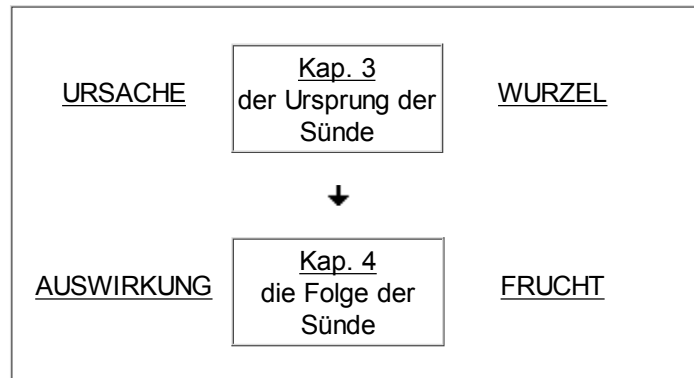 URSACHE
Kap. 3
der Ursprung der
Sünde
WURZEL
AUSWIRKUNG
Kap. 4
die Folge der
Sünde
FRUCHT